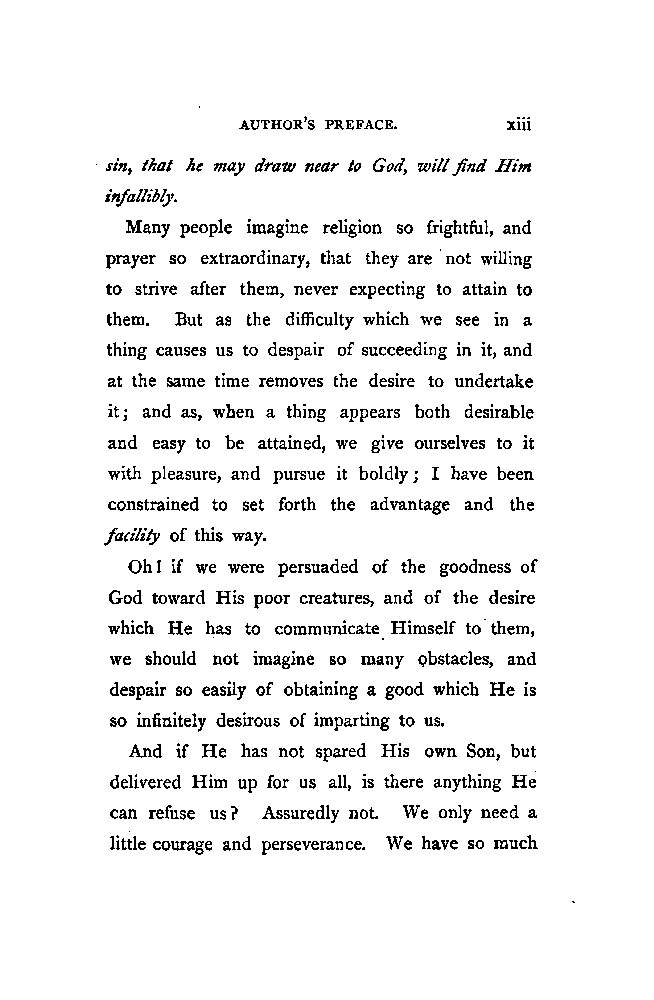 AUTHOR'S PREFACE. xiii
sin, that he may draw near to God, will find Him
infallibly.
Many people imagine religion so frightful, and
prayer so extraordinary, that they are not willing
to strive after them, never expecting to attain to
them. But as the difficulty which we see in a
thing causes us to despair of succeeding in it, and
at the same time removes the desire to undertake
it; and as, when a thing appears both desirable
and easy to be attained, we give ourselves to it
with pleasure, and pursue it boldly; I have been
constrained to set forth the advantage and the
facility of this way.
Oh! if we were persuaded of the goodness of
God toward His poor creatures, and of the desire
which He has to communicate Himself to them,
we should not imagine so many obstacles, and
despair so easily of obtaining a good which He is
so infinitely desirous of imparting to us.
And if He has not spared His own Son, but
delivered Him up for us all, is there anything He
can refuse us? Assuredly not. We only need a
little courage and perseverance. We have so much